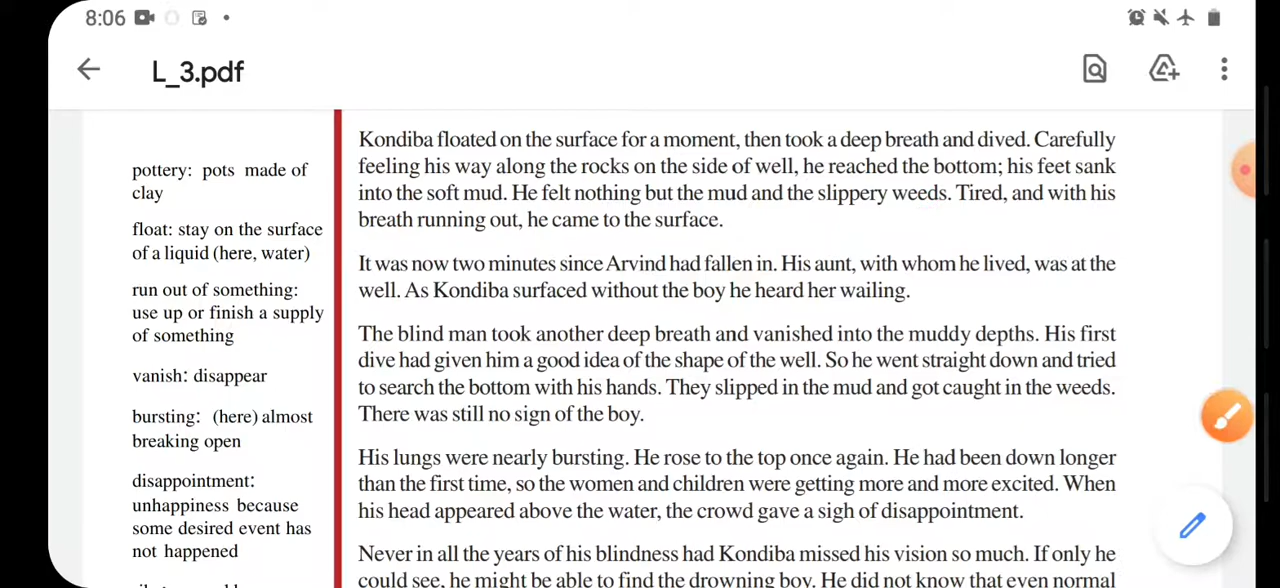 8:06
L_3.pdf
pottery: pots made of
clay
float: stay on the surface
of a liquid (here, water)
run out of something:
use up or finish a supply
of something
vanish: disappear
bursting: (here) almost
breaking open
disappointment:
unhappiness because
some desired event has
not happened
Kondiba floated on the surface for a moment, then took a deep breath and dived. Carefully
feeling his way along the rocks on the side of well, he reached the bottom; his feet sank
into the soft mud. He felt nothing but the mud and the slippery weeds. Tired, and with his
breath running out, he came to the surface.
It was now two minutes since Arvind had fallen in. His aunt, with whom he lived, was at the
well. As Kondiba surfaced without the boy he heard her wailing.
The blind man took another deep breath and vanished into the muddy depths. His first
dive had given him a good idea of the shape of the well. So he went straight down and tried
to search the bottom with his hands. They slipped in the mud and got caught in the weeds.
There was still no sign of the boy.
His lungs were nearly bursting. He rose to the top once again. He had been down longer
than the first time, so the women and children were getting more and more excited. When
his head appeared above the water, the crowd gave a sigh of disappointment.
Never in all the years of his blindness had Kondiba missed his vision so much. If only he
could see, he might be able to find the drowning boy. He did not know that even normal